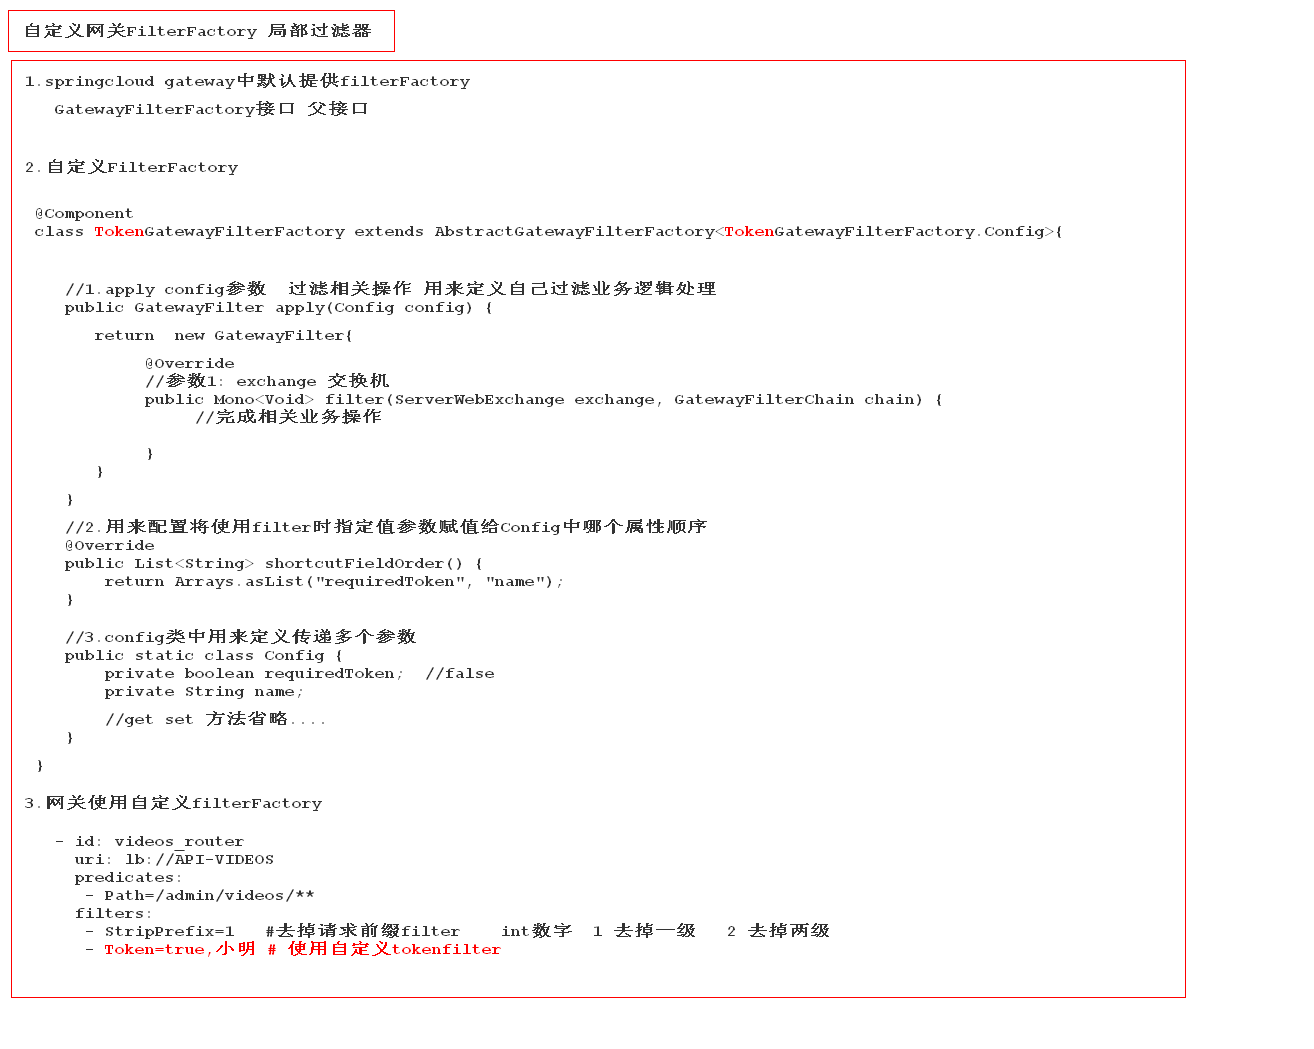 自定义网关FilterFactory 局部过滤器
1.springcloud gateway中默认提供filterFactory
GatewayFilterFactory接口 父接口
2.自定义FilterFactory
@Component
class TokenGatewayFilterFactory extends AbstractGatewayFilterFactory<TokenGatewayFilterFactory.Config>{
//1.apply config参数 过滤相关操作 用来定义自己过滤业务逻辑处理
public GatewayFilter apply(Config config) {
return new GatewayFilter{
@Override
//参数1: exchange 交换机
public Mono<Void> filter(ServerWebExchange exchange, GatewayFilterChain chain) {
//完成相关业务操作
}
}
}
//2.用来配置将使用filter时指定值参数赋值给Config中哪个属性顺序
@Override
public List<String> shortcutFieldOrder() {
return Arrays.asList("requiredToken", "name");
}
//3.config类中用来定义传递多个参数
public static class Config {
private boolean requiredToken; //false
private String name;
//get set 方法省略....
}
}
3.网关使用自定义filterFactory
- id: videos_router
uri: lb://API-VIDEOS
predicates:
- Path=/admin/videos/**
filters:
- StripPrefix=1 #去掉请求前缀filter int数字 1 去掉一级 2 去掉两级
- Token=true,小明 # 使用自定义tokenfilter